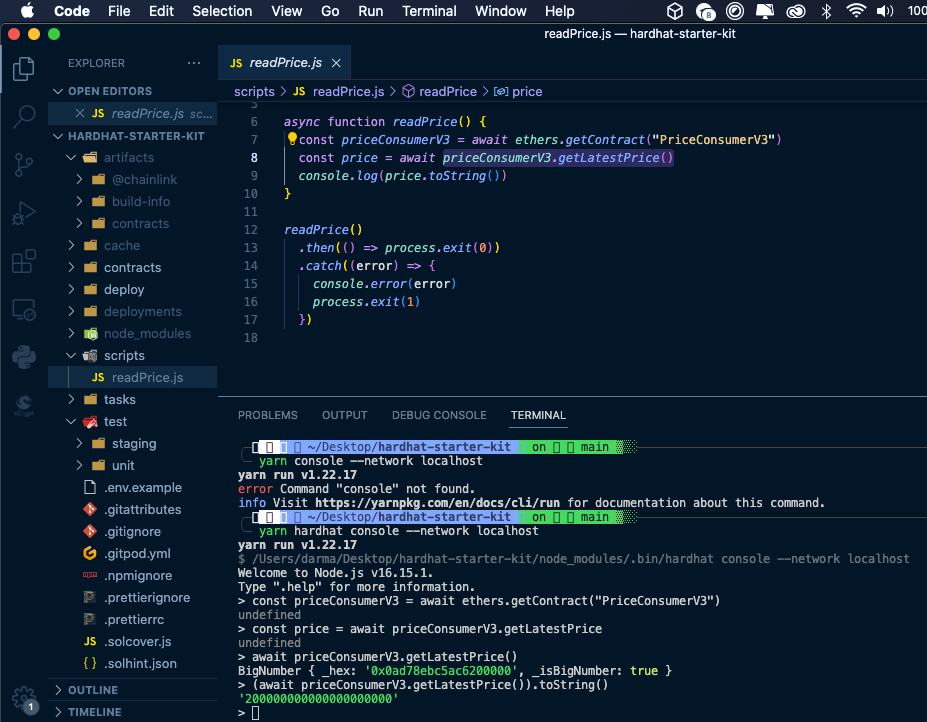 Code File Edit Selection View Go Run Terminal Window Help 8 100
readPrice.js — hardhat-starter-kit
EXPLORER ...
JS readPrice.js ×
OPEN EDITORS
scripts > JS readPrice.js > readPrice > price
× JS readPrice.js sc...
HARDHAT-STARTER-KIT
artifacts
@chainlink
build-info
contracts
cache
contracts
deploy
deployments
node_modules
scripts
JS readPrice.js
tasks
test
staging
unit
.env.example
.gitattributes
.gitignore
.gitpod.yml
.npmignore
.prettierignore
.prettierrc
JS .solcover.js
{ } .solhint.json
OUTLINE
TIMELINE
1
5
6 async function readPrice() {
7 const priceConsumerV3 = await ethers.getContract("PriceConsumerV3")
8 const price = await priceConsumerV3.getLatestPrice()
9 console.log(price.toString())
10 }
11
12 readPrice()
13 .then(() => process.exit(0))
14 .catch((error) => {
15 console.error(error)
16 process.exit(1)
17 })
18
PROBLEMS OUTPUT DEBUG CONSOLE TERMINAL
~/Desktop/hardhat-starter-kit on main
yarn console --network localhost
yarn run v1.22.17
error Command "console" not found.
info Visit https://yarnpkg.com/en/docs/cli/run for documentation about this command.
~/Desktop/hardhat-starter-kit on main
yarn hardhat console --network localhost
yarn run v1.22.17
$ /Users/darma/Desktop/hardhat-starter-kit/node_modules/.bin/hardhat console --network localhost
Welcome to Node.js v16.15.1.
Type ".help" for more information.
> const priceConsumerV3 = await ethers.getContract("PriceConsumerV3")
undefined
> const price = await priceConsumerV3.getLatestPrice
undefined
> await priceConsumerV3.getLatestPrice()
BigNumber { _hex: '0x0ad78ebc5ac6200000', _isBigNumber: true }
> (await priceConsumerV3.getLatestPrice()).toString()
'200000000000000000000'
>